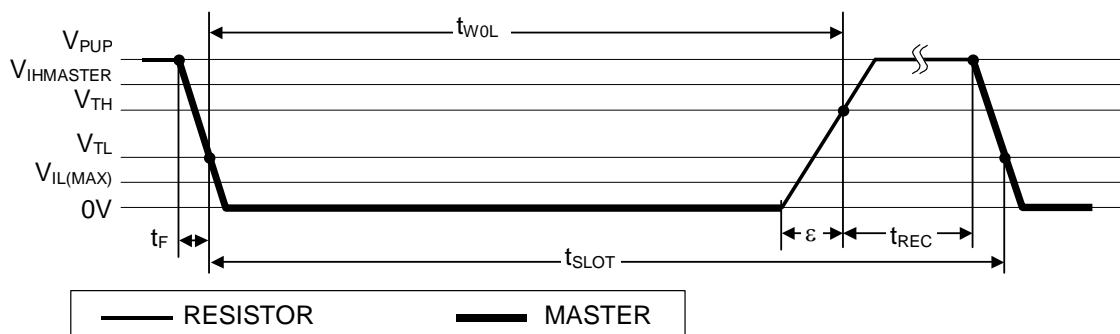 t_W0L
V_PUP
V_IHMASTER
V_TH
V_TL
V_IL(MAX)
0V
t_F
ε
t_REC
t_SLOT
RESISTOR MASTER